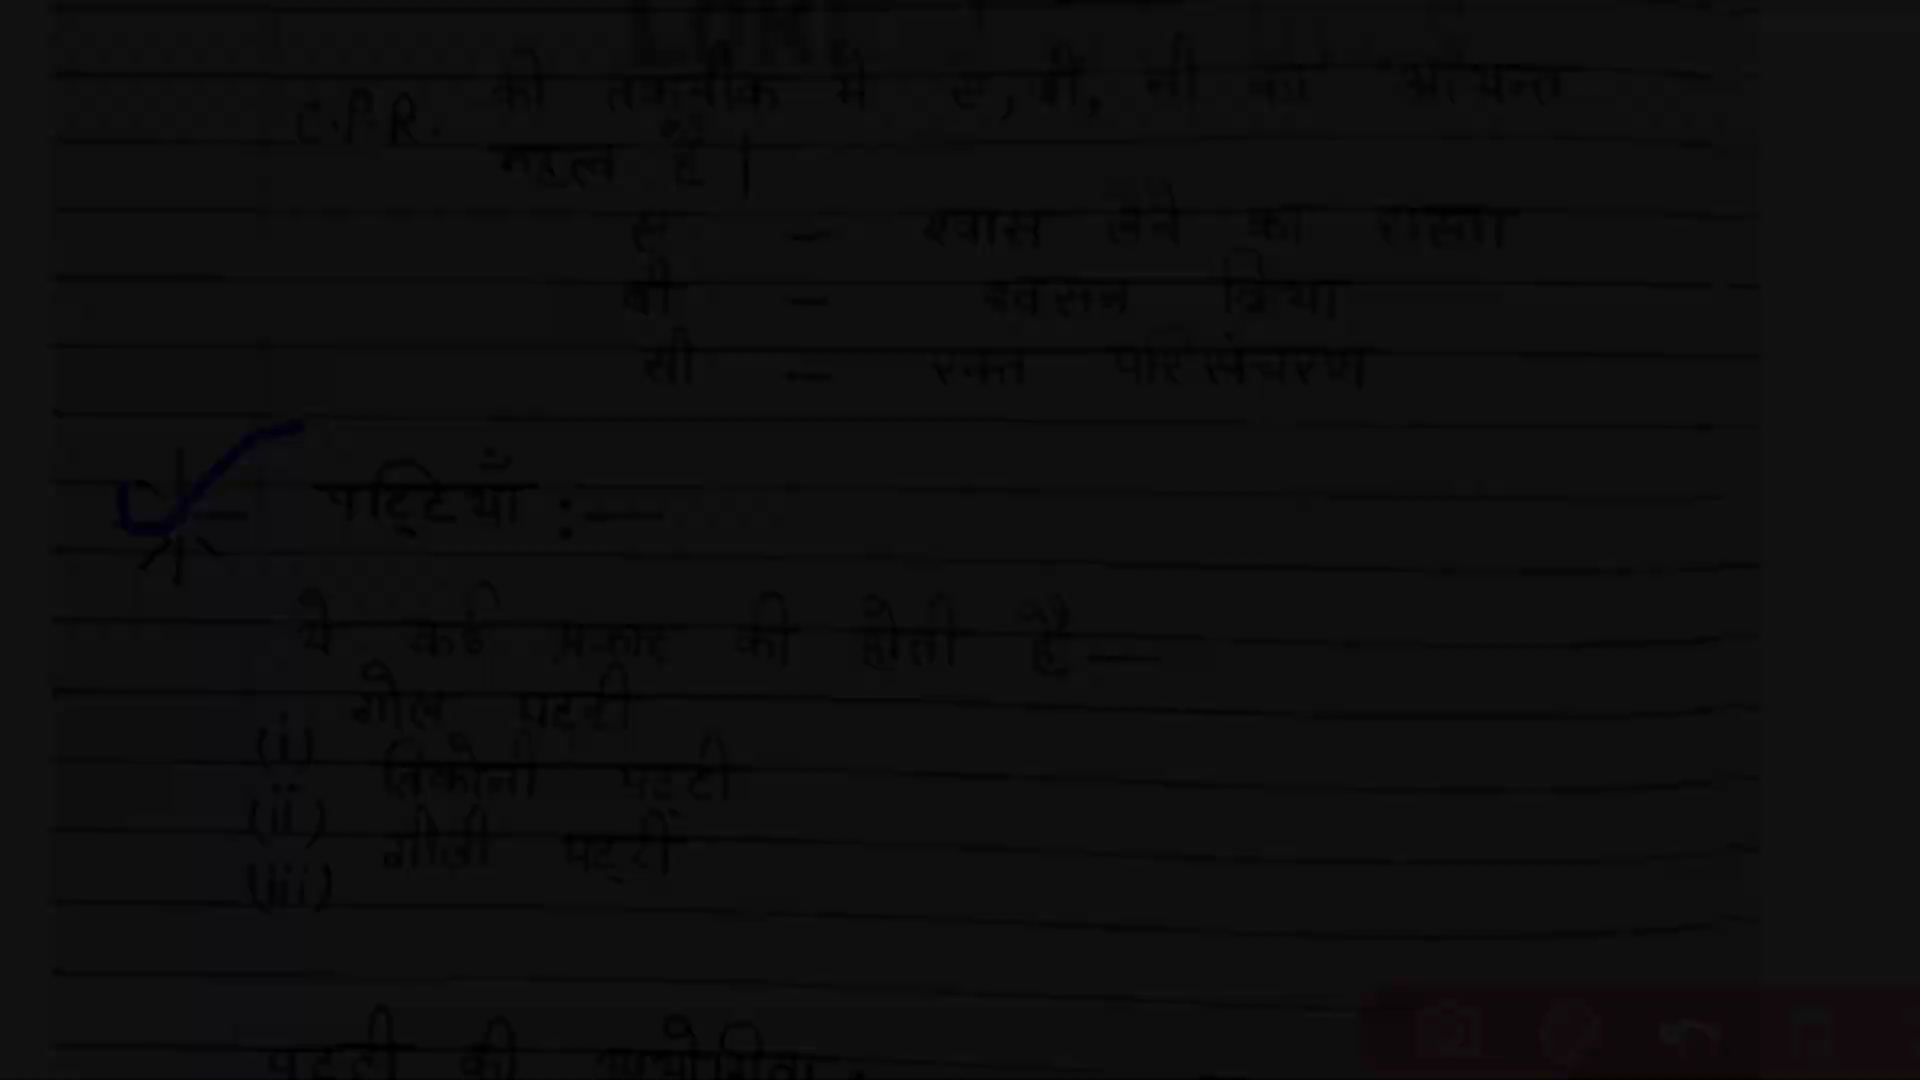 C.P.R. की तकनीक में ए, बी, सी का अत्यन्त
महत्व है।
ए – श्वास लेने का रास्ता
बी – श्वसन क्रिया
सी – रक्त परिसंचरण
पट्टियाँ :—
ये कई प्रकार की होती हैं—
(i) गोल पट्टी
(ii) तिकोनी पट्टी
(iii) गीली पट्टी
पट्टी की